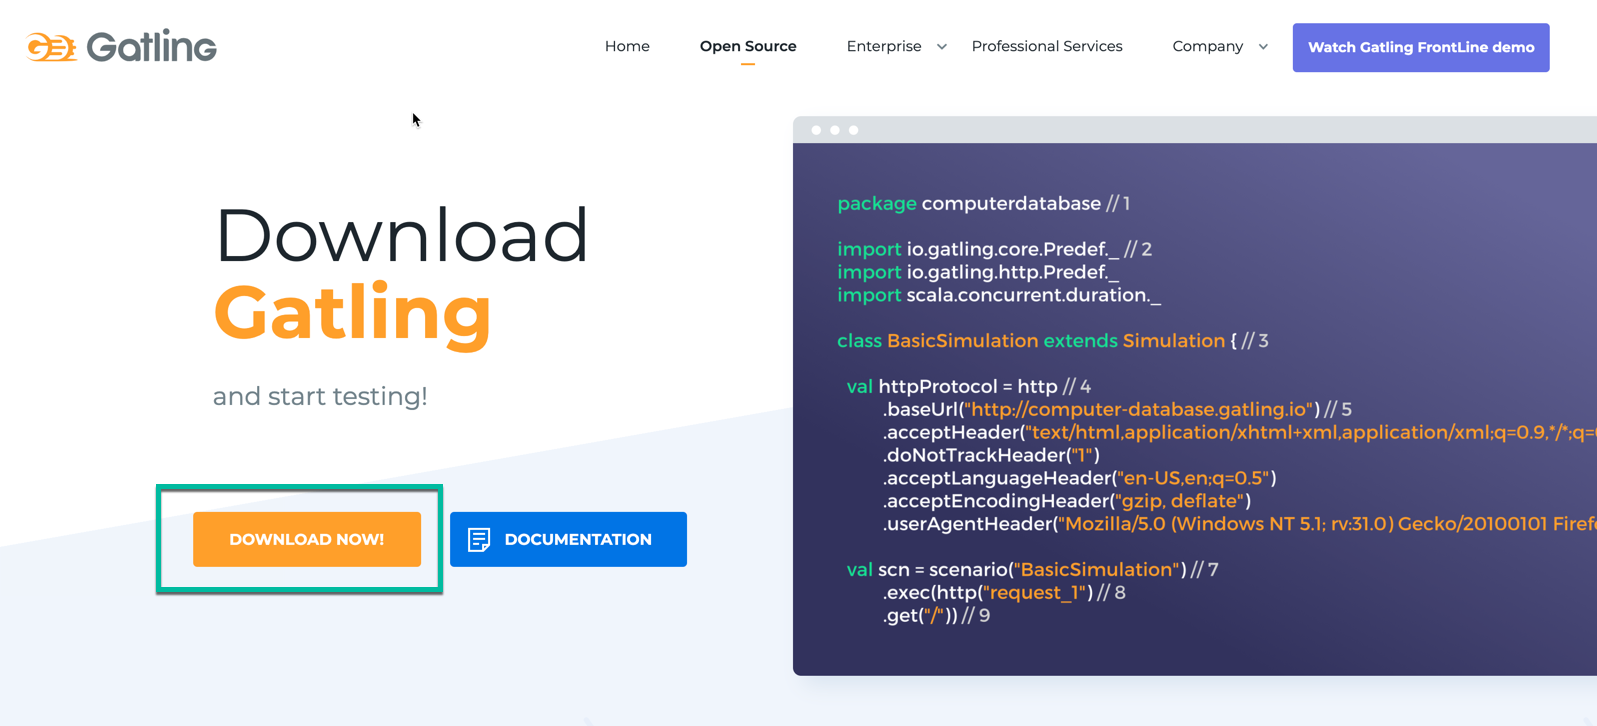 Gatling
Home
Open Source
Enterprise
Professional Services
Company
Watch Gatling FrontLine demo
Download
Gatling
and start testing!
DOWNLOAD NOW!
DOCUMENTATION
package computerdatabase // 1
import io.gatling.core.Predef._ // 2
import io.gatling.http.Predef._
import scala.concurrent.duration._
class BasicSimulation extends Simulation { // 3
val httpProtocol = http // 4
.baseUrl("http://computer-database.gatling.io") // 5
.acceptHeader("text/html,application/xhtml+xml,application/xml;q=0.9,*/*;q=
.doNotTrackHeader("1")
.acceptLanguageHeader("en-US,en;q=0.5")
.acceptEncodingHeader("gzip, deflate")
.userAgentHeader("Mozilla/5.0 (Windows NT 5.1; rv:31.0) Gecko/20100101 Firef
val scn = scenario("BasicSimulation") // 7
.exec(http("request_1") // 8
.get("/")) // 9